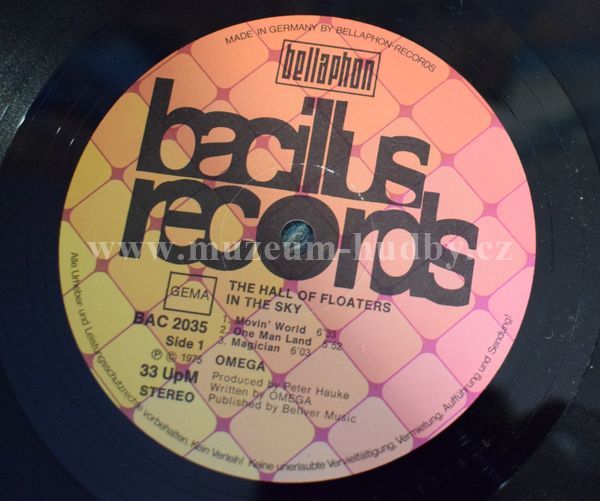 MADE IN GERMANY BY BELLAPHON-RECORDS
bellaphon
bacillus
records
www.muzeum-hudby.cz
GEMA
THE HALL OF FLOATERS
IN THE SKY
BAC 2035
Side 1
℗ © 1975
33 UpM
STEREO
1. Movin' World 6'33
2. One Man Land 5'52
3. Magician 6'03
OMEGA
Produced by Peter Hauke
Written by OMEGA
Published by Bellver Music
Alle Urheber- und Leistungsschutzrechte vorbehalten. Kein Verleih! Keine unerlaubte Vervielfältigung, Vermietung, Aufführung und Sendung!